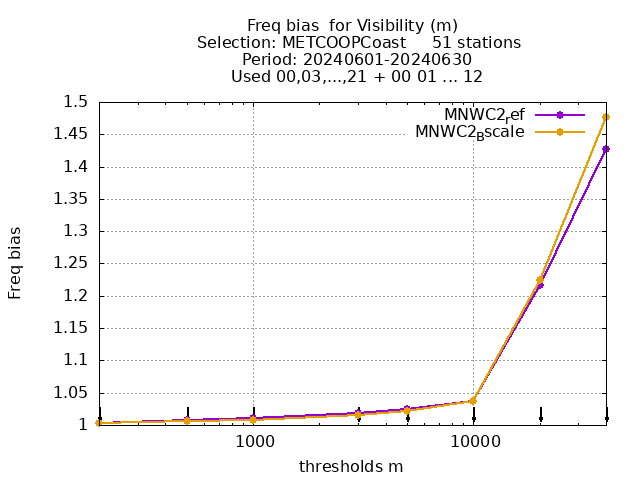 Freq bias  for Visibility (m)
Selection: METCOOPCoast     51 stations
Period: 20240601-20240630
Used 00,03,...,21 + 00 01 ... 12
MNWC2ref
MNWC2Bscale
1.5
1.45
1.4
1.35
1.3
1.25
1.2
1.15
1.1
1.05
1
Freq bias
1000
10000
thresholds m